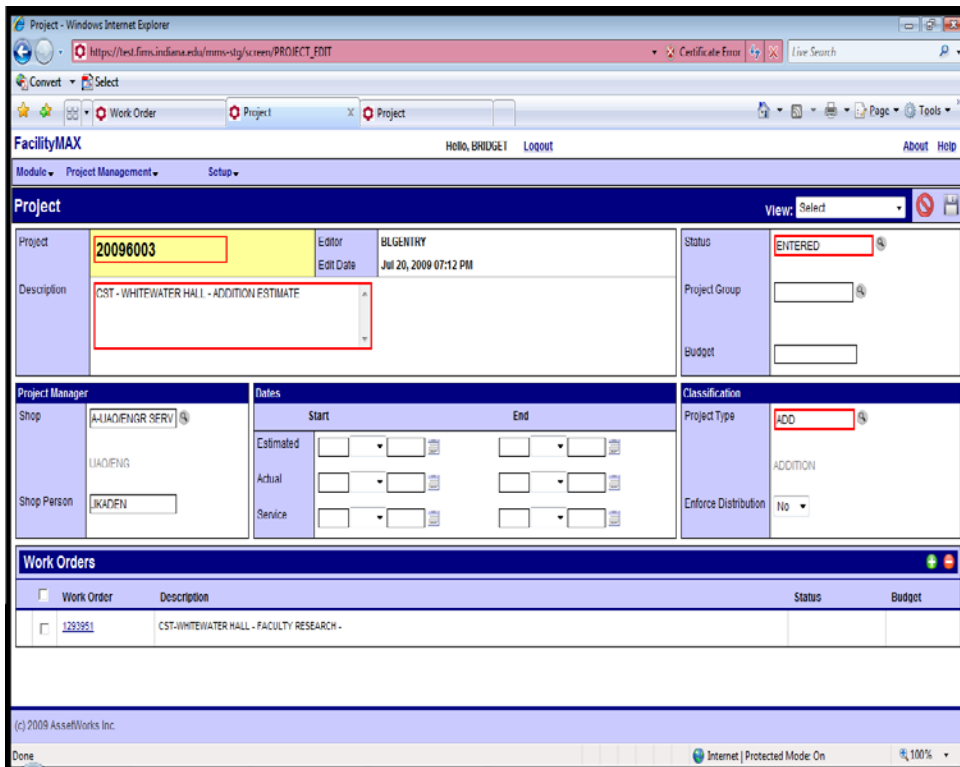 Project - Windows Internet Explorer
https://test.fims.indiana.edu/mms-stg/screen/PROJECT_EDIT Certificate Error Live Search
Convert Select
Work Order Project Project Page Tools
FacilityMAX Hello, BRIDGET Logout About Help
Module Project Management Setup
Project View: Select
Project 20096003 Editor BLGENTRY Status ENTERED
Edit Date Jul 20, 2009 07:12 PM
Description CST - WHITEWATER HALL - ADDITION ESTIMATE Project Group
Budget
Project Manager Dates Classification
Shop A-UAO/ENGR SERV Start End Project Type ADD
Estimated
UAO/ENG Actual ADDITION
Shop Person JKADEN Service Enforce Distribution No
Work Orders
Work Order Description Status Budget
1293951 CST-WHITEWATER HALL - FACULTY RESEARCH -
(c) 2009 AssetWorks Inc.
Done Internet | Protected Mode: On 100%